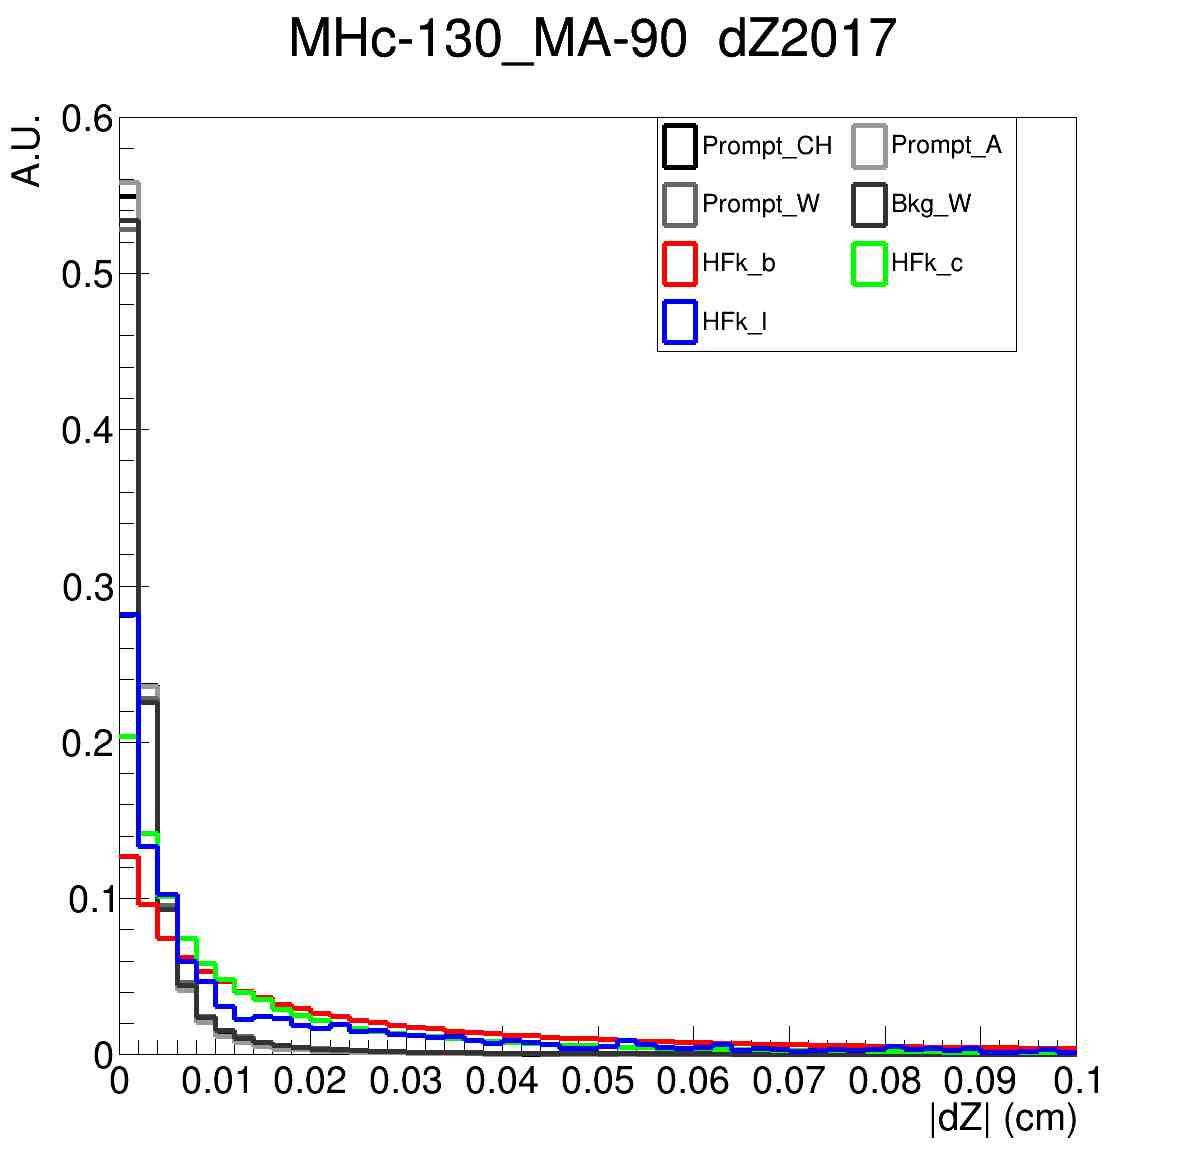 MHc-130_MA-90 dZ2017
A.U.
0.6
0.5
0.4
0.3
0.2
0.1
0
Prompt_CH Prompt_A
Prompt_W Bkg_W
HFk_b HFk_c
HFk_l
0 0.01 0.02 0.03 0.04 0.05 0.06 0.07 0.08 0.09 0.1
|dZ| (cm)